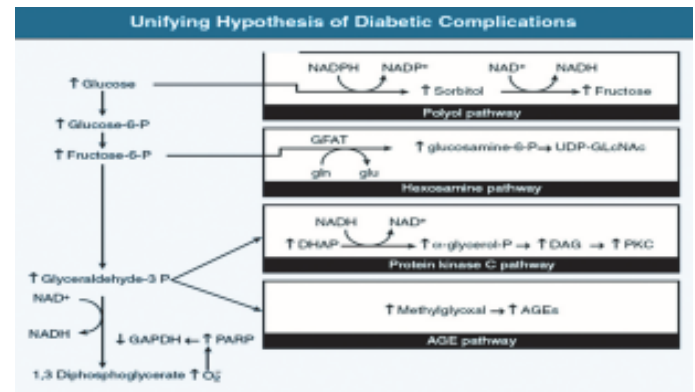 Unifying Hypothesis of Diabetic Complications
↑ Glucose
↑ Glucose-6-P
↑ Fructose-6-P
↑ Glyceraldehyde-3 P
NAD+
NADH
↓ GAPDH ← ↑ PARP
1,3 Diphosphoglycerate ↑ O₂⁻
NADPH NADP+ NAD+ NADH
↑ Sorbitol ↑ Fructose
Polyol pathway
GFAT
↑ glucosamine-6-P→ UDP-GLcNAc
gln glu
Hexosamine pathway
NADH NAD+
↑ DHAP → ↑ α-glycerol-P → ↑ DAG → ↑ PKC
Protein kinase C pathway
↑ Methylglyoxal → ↑ AGEs
AGE pathway